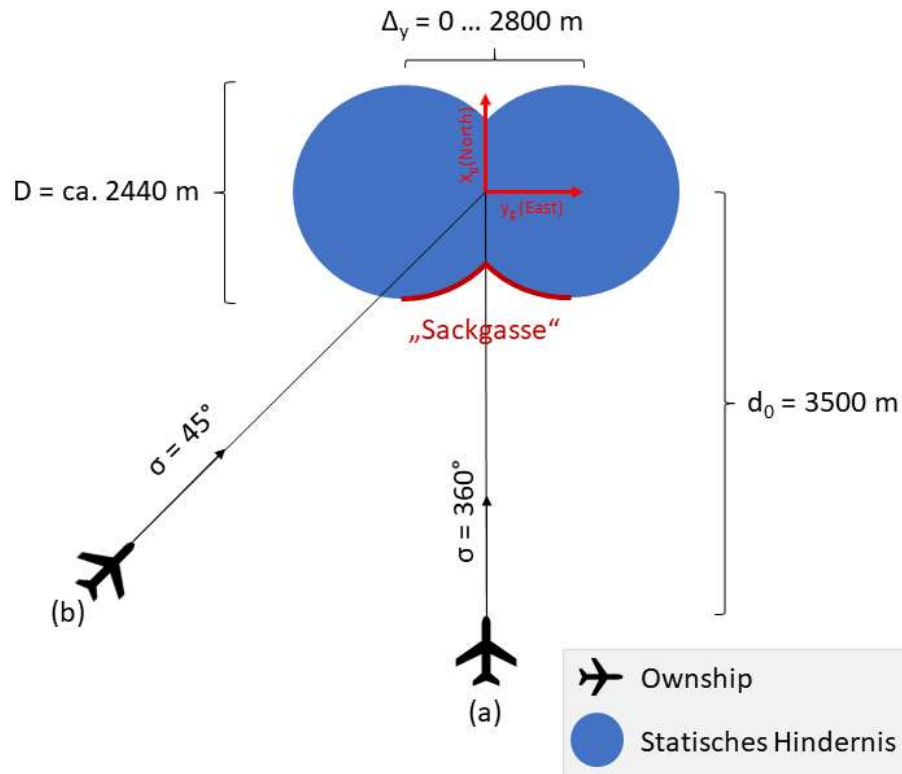 Δy = 0 … 2800 m
D = ca. 2440 m
xg (North)
yg (East)
„Sackgasse“
d0 = 3500 m
σ = 45°
σ = 360°
(b)
(a)
Ownship
Statisches Hindernis